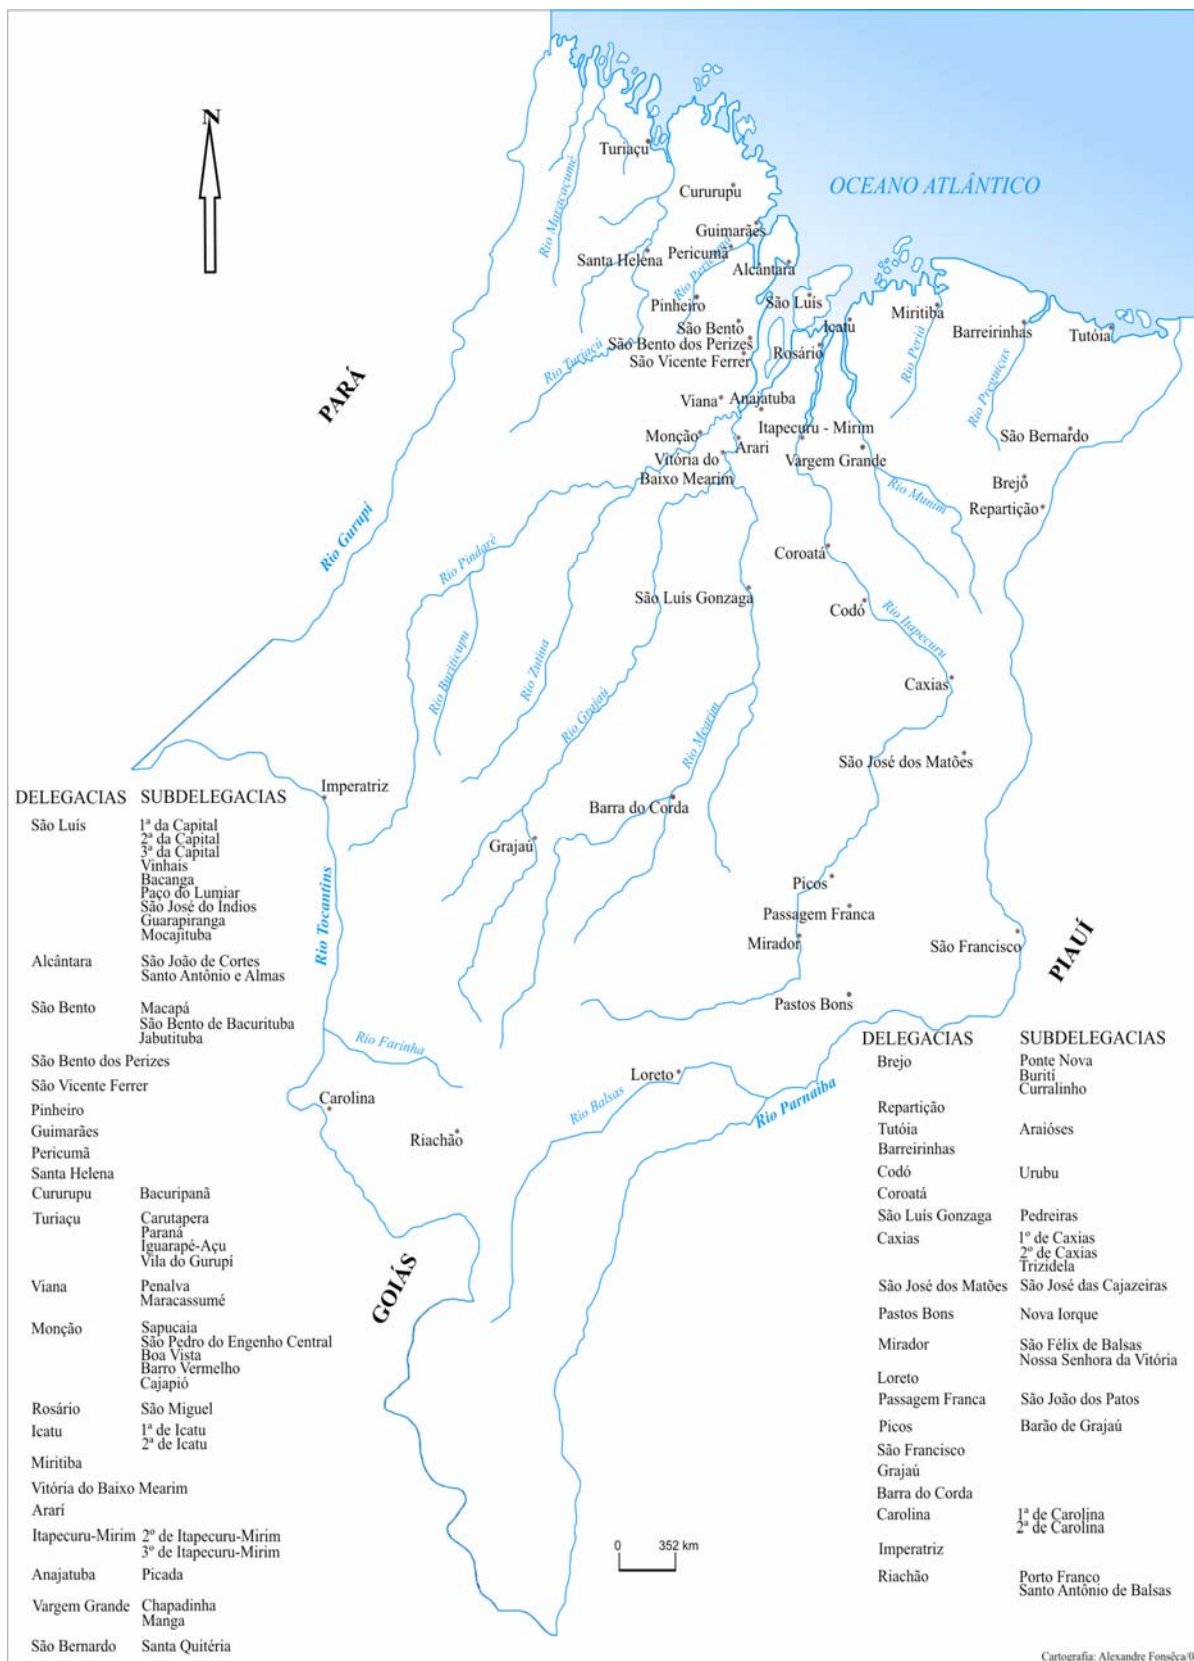 N
OCEANO ATLÂNTICO
Turiaçu
Cururupu
Guimarães
Pericumã
Santa Helena
Alcântara
Pinheiro
São Luís
São Bento
São Bento dos Perizes
São Vicente Ferrer
Icatu
Rosário
Miritiba
Barreirinhas
Tutóia
Viana
Anajatuba
Monção
Arari
Itapecuru - Mirim
Vitória do
Baixo Mearim
Vargem Grande
São Bernardo
Brejo
Repartição
Coroatá
São Luís Gonzaga
Codó
Caxias
São José dos Matões
Imperatriz
Barra do Corda
Grajaú
Picos
Passagem Franca
Mirador
São Francisco
Pastos Bons
Loreto
Carolina
Riachão
Rio Maracaçumé
Rio Pericumã
Rio Turiaçú
Rio Periá
Rio Preguiças
Rio Munim
Rio Gurupi
Rio Pindaré
Rio Buriticupu
Rio Zutiua
Rio Grajaú
Rio Mearim
Rio Itapecuru
Rio Tocantins
Rio Farinha
Rio Balsas
Rio Parnaiba
PARÁ
PIAUÍ
GOIÁS
DELEGACIAS SUBDELEGACIAS
São Luís 1ª da Capital
2ª da Capital
3ª da Capital
Vinhais
Bacanga
Paço do Lumiar
São José do Índios
Guarapiranga
Mocajituba
Alcântara São João de Cortes
Santo Antônio e Almas
São Bento Macapá
São Bento de Bacurituba
Jabutituba
São Bento dos Perizes
São Vicente Ferrer
Pinheiro
Guimarães
Pericumã
Santa Helena
Cururupu Bacuripanã
Turiaçu Carutapera
Paraná
Iguarapé-Açu
Vila do Gurupi
Viana Penalva
Maracassumé
Monção Sapucaia
São Pedro do Engenho Central
Boa Vista
Barro Vermelho
Cajapió
Rosário São Miguel
Icatu 1ª de Icatu
2ª de Icatu
Miritiba
Vitória do Baixo Mearim
Ararí
Itapecuru-Mirim 2º de Itapecuru-Mirim
3º de Itapecuru-Mirim
Anajatuba Picada
Vargem Grande Chapadinha
Manga
São Bernardo Santa Quitéria
DELEGACIAS SUBDELEGACIAS
Brejo Ponte Nova
Buriti
Curralinho
Repartição
Tutóia Araióses
Barreirinhas
Codó Urubu
Coroatá
São Luís Gonzaga Pedreiras
Caxias 1º de Caxias
2º de Caxias
Trizidela
São José dos Matões São José das Cajazeiras
Pastos Bons Nova Iorque
Mirador São Félix de Balsas
Nossa Senhora da Vitória
Loreto
Passagem Franca São João dos Patos
Picos Barão de Grajaú
São Francisco
Grajaú
Barra do Corda
Carolina 1ª de Carolina
2ª de Carolina
Imperatriz
Riachão Porto Franco
Santo Antônio de Balsas
0 352 km
Cartografia: Alexandre Fonsêca/0